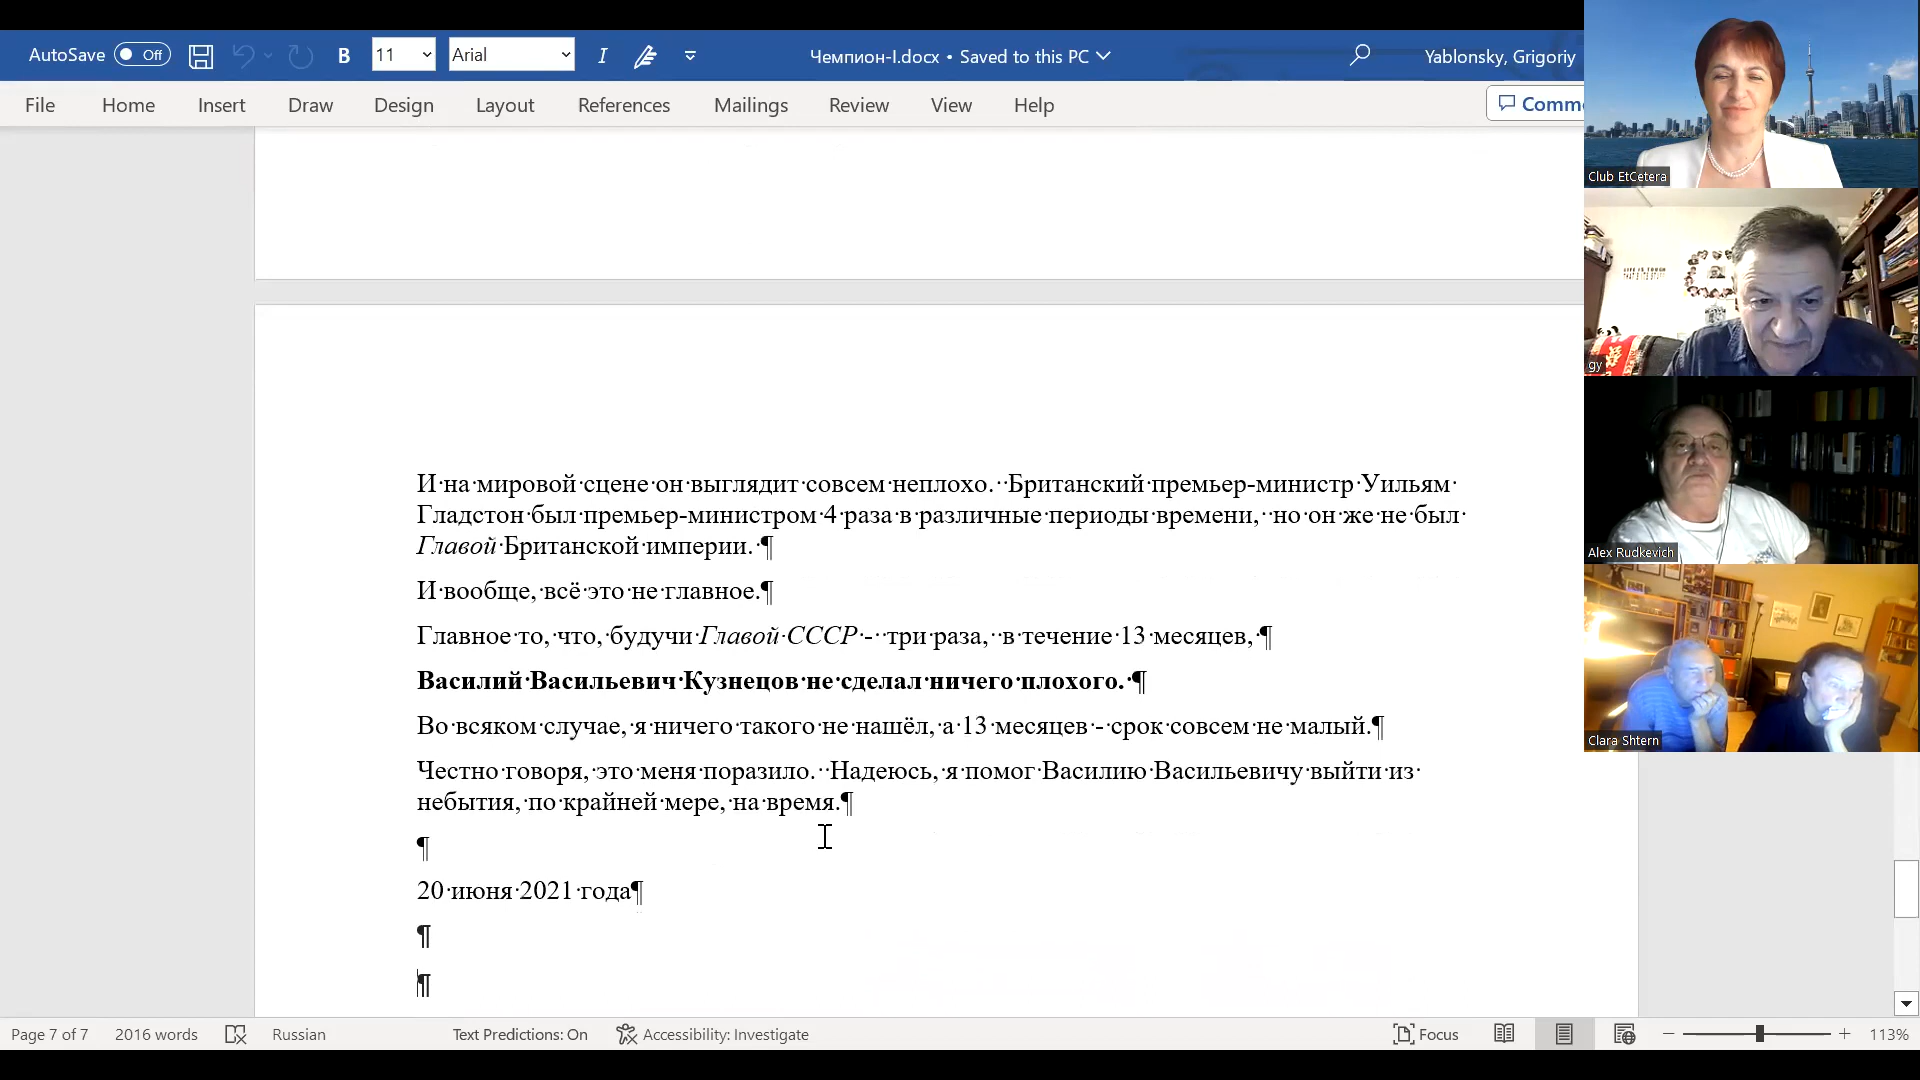 AutoSave Off B 11 Arial I Чемпион-I.docx • Saved to this PC Yablonsky, Grigoriy
File Home Insert Draw Design Layout References Mailings Review View Help Comme
И на мировой сцене он выглядит совсем неплохо. Британский премьер-министр Уильям
Гладстон был премьер-министром 4 раза в различные периоды времени, но он же не был
Главой Британской империи. ¶
И вообще, всё это не главное.¶
Главное то, что, будучи Главой СССР - три раза, в течение 13 месяцев, ¶
Василий Васильевич Кузнецов не сделал ничего плохого. ¶
Во всяком случае, я ничего такого не нашёл, а 13 месяцев - срок совсем не малый.¶
Честно говоря, это меня поразило. Надеюсь, я помог Василию Васильевичу выйти из
небытия, по крайней мере, на время.¶
¶
20 июня 2021 года¶
¶
¶
Page 7 of 7 2016 words Russian Text Predictions: On Accessibility: Investigate Focus 113%
Club EtCetera
gy
Alex Rudkevich
Clara Shtern